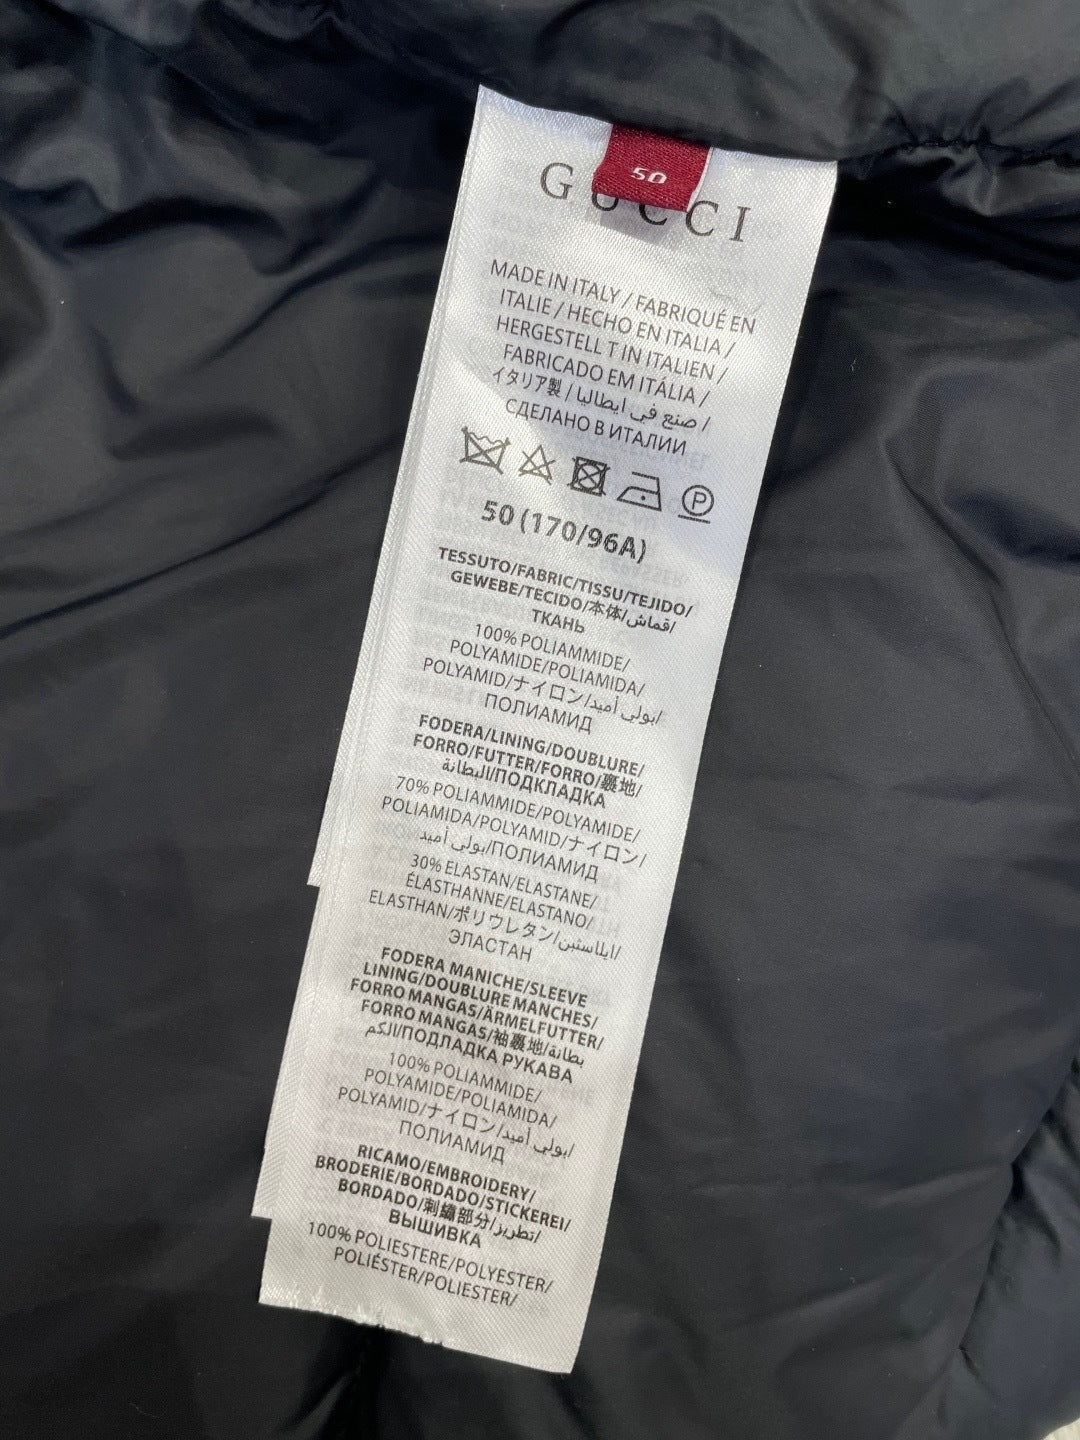 50
GUCCI
MADE IN ITALY / FABRIQUÉ EN
ITALIE / HECHO EN ITALIA /
HERGESTELL T IN ITALIEN /
FABRICADO EM ITÁLIA /
イタリア製 / صنع في ايطاليا /
СДЕЛАНО В ИТАЛИИ
P
50 (170/96A)
TESSUTO/FABRIC/TISSU/TEJIDO/
GEWEBE/TECIDO/本体/قماش/
ТКАНЬ
100% POLIAMMIDE/
POLYAMIDE/POLIAMIDA/
POLYAMID/ナイロン/بولي أميد/
ПОЛИАМИД
FODERA/LINING/DOUBLURE/
FORRO/FUTTER/FORRO/裏地/
البطانة/ПОДКЛАДКА
70% POLIAMMIDE/POLYAMIDE/
POLIAMIDA/POLYAMID/ナイロン/
بولي أميد/ПОЛИАМИД
30% ELASTAN/ELASTANE/
ÉLASTHANNE/ELASTANO/
ELASTHAN/ポリウレタン/ايلاستين/
ЭЛАСТАН
FODERA MANICHE/SLEEVE
LINING/DOUBLURE MANCHES/
FORRO MANGAS/ÄRMELFUTTER/
FORRO MANGAS/袖裏地/بطانة
الكم/ПОДЛАДКА РУКАВА
100% POLIAMMIDE/
POLYAMIDE/POLIAMIDA/
POLYAMID/ナイロン/بولي أميد/
ПОЛИАМИД
RICAMO/EMBROIDERY/
BRODERIE/BORDADO/STICKEREI/
BORDADO/刺繍部分/تطريز/
ВЫШИВКА
100% POLIESTERE/POLYESTER/
POLIÉSTER/POLIESTER/